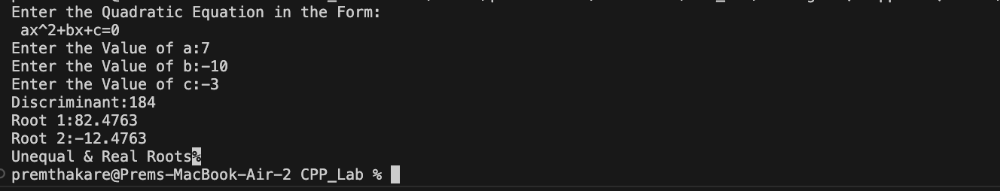 Enter the Quadratic Equation in the Form:
 ax^2+bx+c=0
Enter the Value of a:7
Enter the Value of b:-10
Enter the Value of c:-3
Discriminant:184
Root 1:82.4763
Root 2:-12.4763
Unequal & Real Roots%
premthakare@Prems-MacBook-Air-2 CPP_Lab %